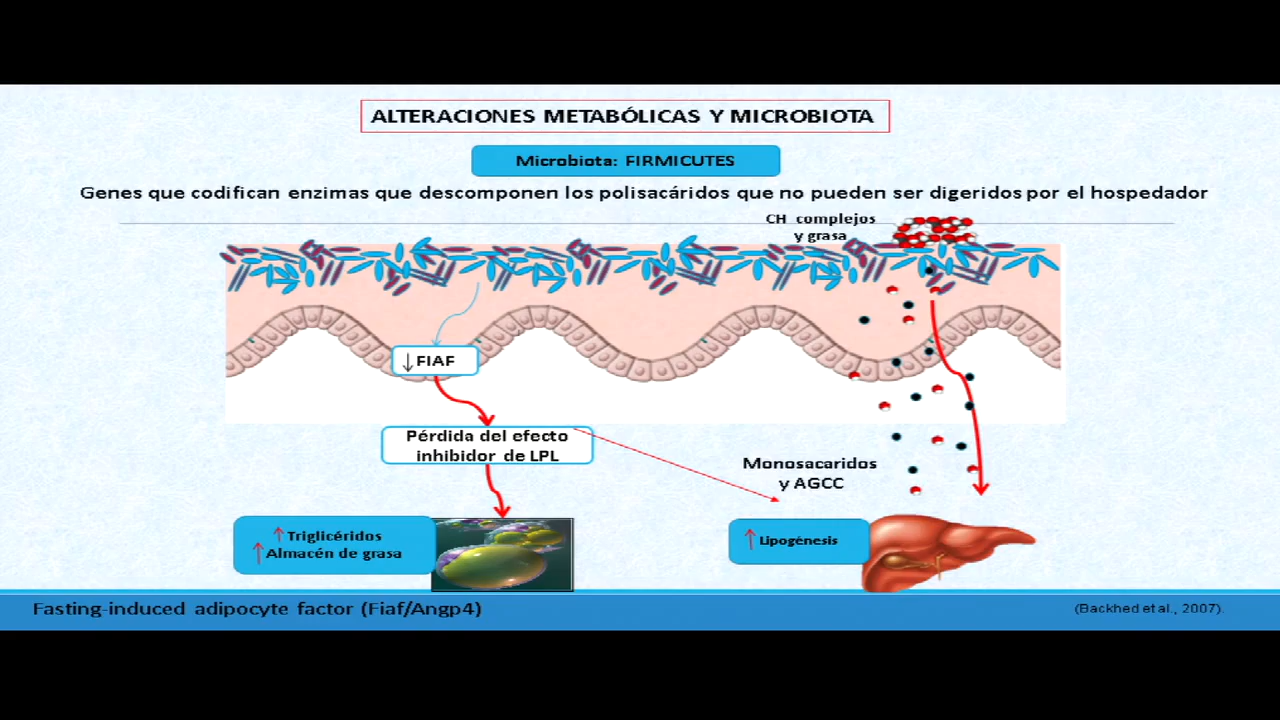 ALTERACIONES METABÓLICAS Y MICROBIOTA
Microbiota: FIRMICUTES
Genes que codifican enzimas que descomponen los polisacáridos que no pueden ser digeridos por el hospedador
CH complejos
y grasa
↓ FIAF
Pérdida del efecto
inhibidor de LPL
Monosacaridos
y AGCC
↑ Triglicéridos
↑ Almacén de grasa
↑ Lipogénesis
Fasting-induced adipocyte factor (Fiaf/Angp4)
(Backhed et al., 2007).